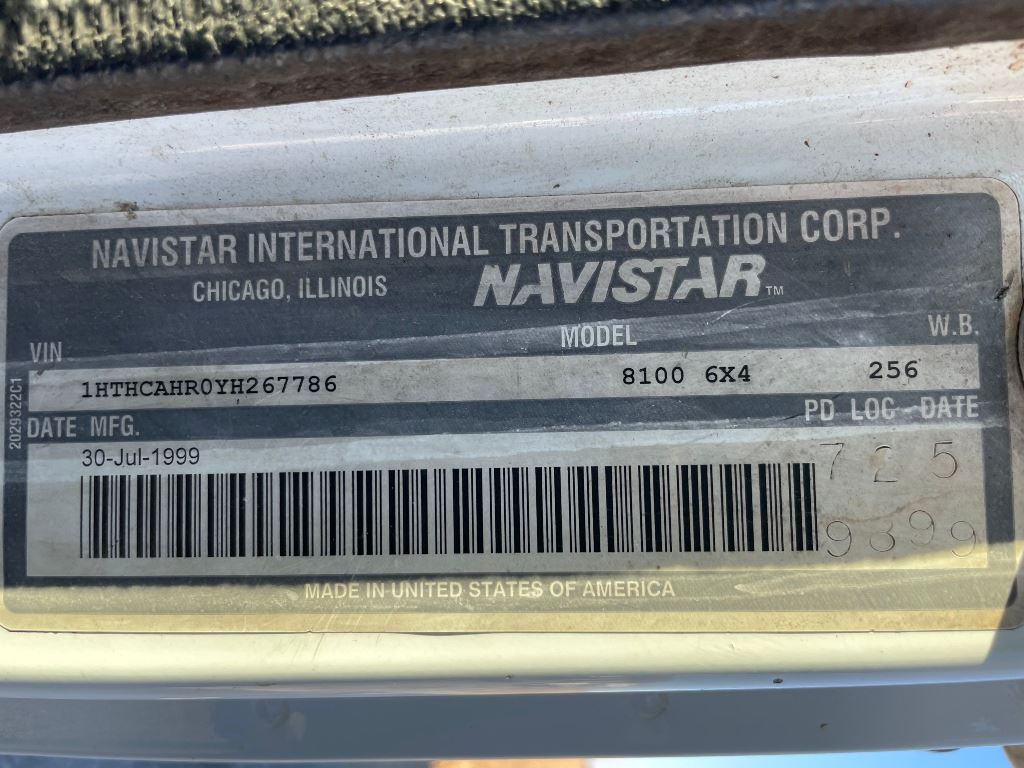 NAVISTAR INTERNATIONAL TRANSPORTATION CORP.
CHICAGO, ILLINOIS NAVISTAR™
VIN MODEL W.B.
1HTHCAHR0YH267786 8100 6X4 256
DATE MFG. PD LOC-DATE
30-Jul-1999
725
9899
MADE IN UNITED STATES OF AMERICA
2029322C1